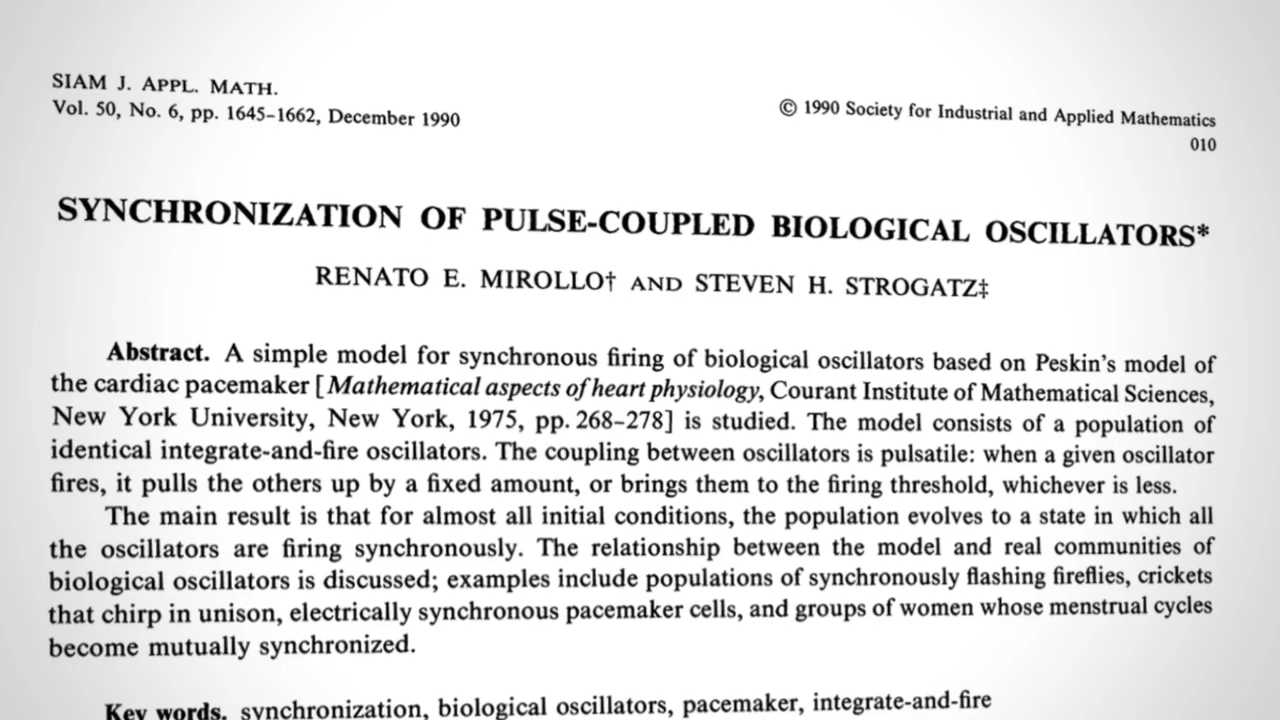 SIAM J. APPL. MATH.
Vol. 50, No. 6, pp. 1645–1662, December 1990
© 1990 Society for Industrial and Applied Mathematics
010
SYNCHRONIZATION OF PULSE-COUPLED BIOLOGICAL OSCILLATORS*
RENATO E. MIROLLO† AND STEVEN H. STROGATZ‡
Abstract. A simple model for synchronous firing of biological oscillators based on Peskin's model of
the cardiac pacemaker [Mathematical aspects of heart physiology, Courant Institute of Mathematical Sciences,
New York University, New York, 1975, pp. 268–278] is studied. The model consists of a population of
identical integrate-and-fire oscillators. The coupling between oscillators is pulsatile: when a given oscillator
fires, it pulls the others up by a fixed amount, or brings them to the firing threshold, whichever is less.
The main result is that for almost all initial conditions, the population evolves to a state in which all
the oscillators are firing synchronously. The relationship between the model and real communities of
biological oscillators is discussed; examples include populations of synchronously flashing fireflies, crickets
that chirp in unison, electrically synchronous pacemaker cells, and groups of women whose menstrual cycles
become mutually synchronized.
Key words. synchronization, biological oscillators, pacemaker, integrate-and-fire